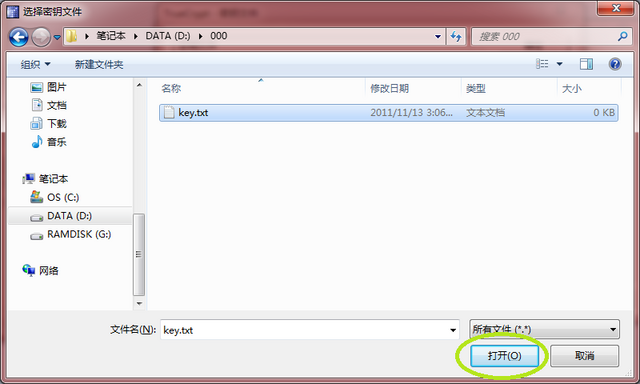 选择密钥文件
笔记本 ▸ DATA (D:) ▸ 000
搜索 000
组织
新建文件夹
图片
文档
下载
音乐
笔记本
OS (C:)
DATA (D:)
RAMDISK (G:)
网络
名称 修改日期 类型 大小
key.txt 2011/11/13 3:06... 文本文档 0 KB
文件名(N): key.txt 所有文件 (*.*)
打开(O) 取消